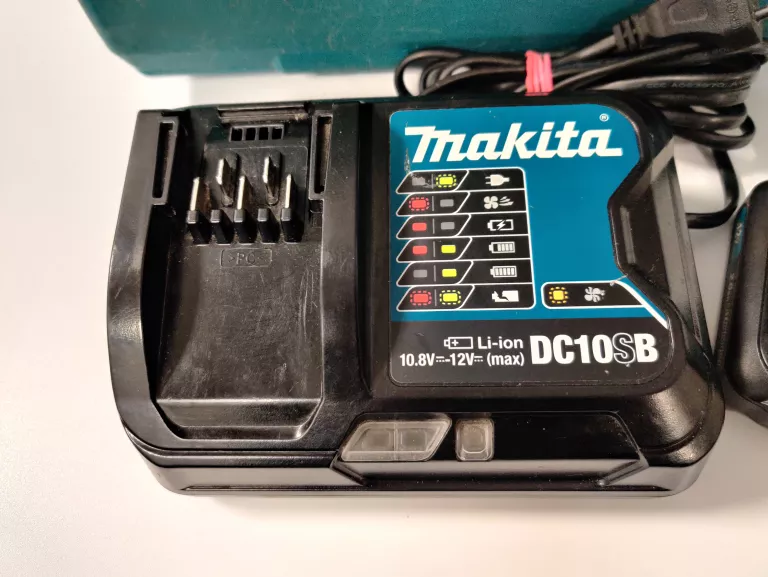 makita®
Li-ion
10.8V⎓-12V⎓ (max) DC10SB